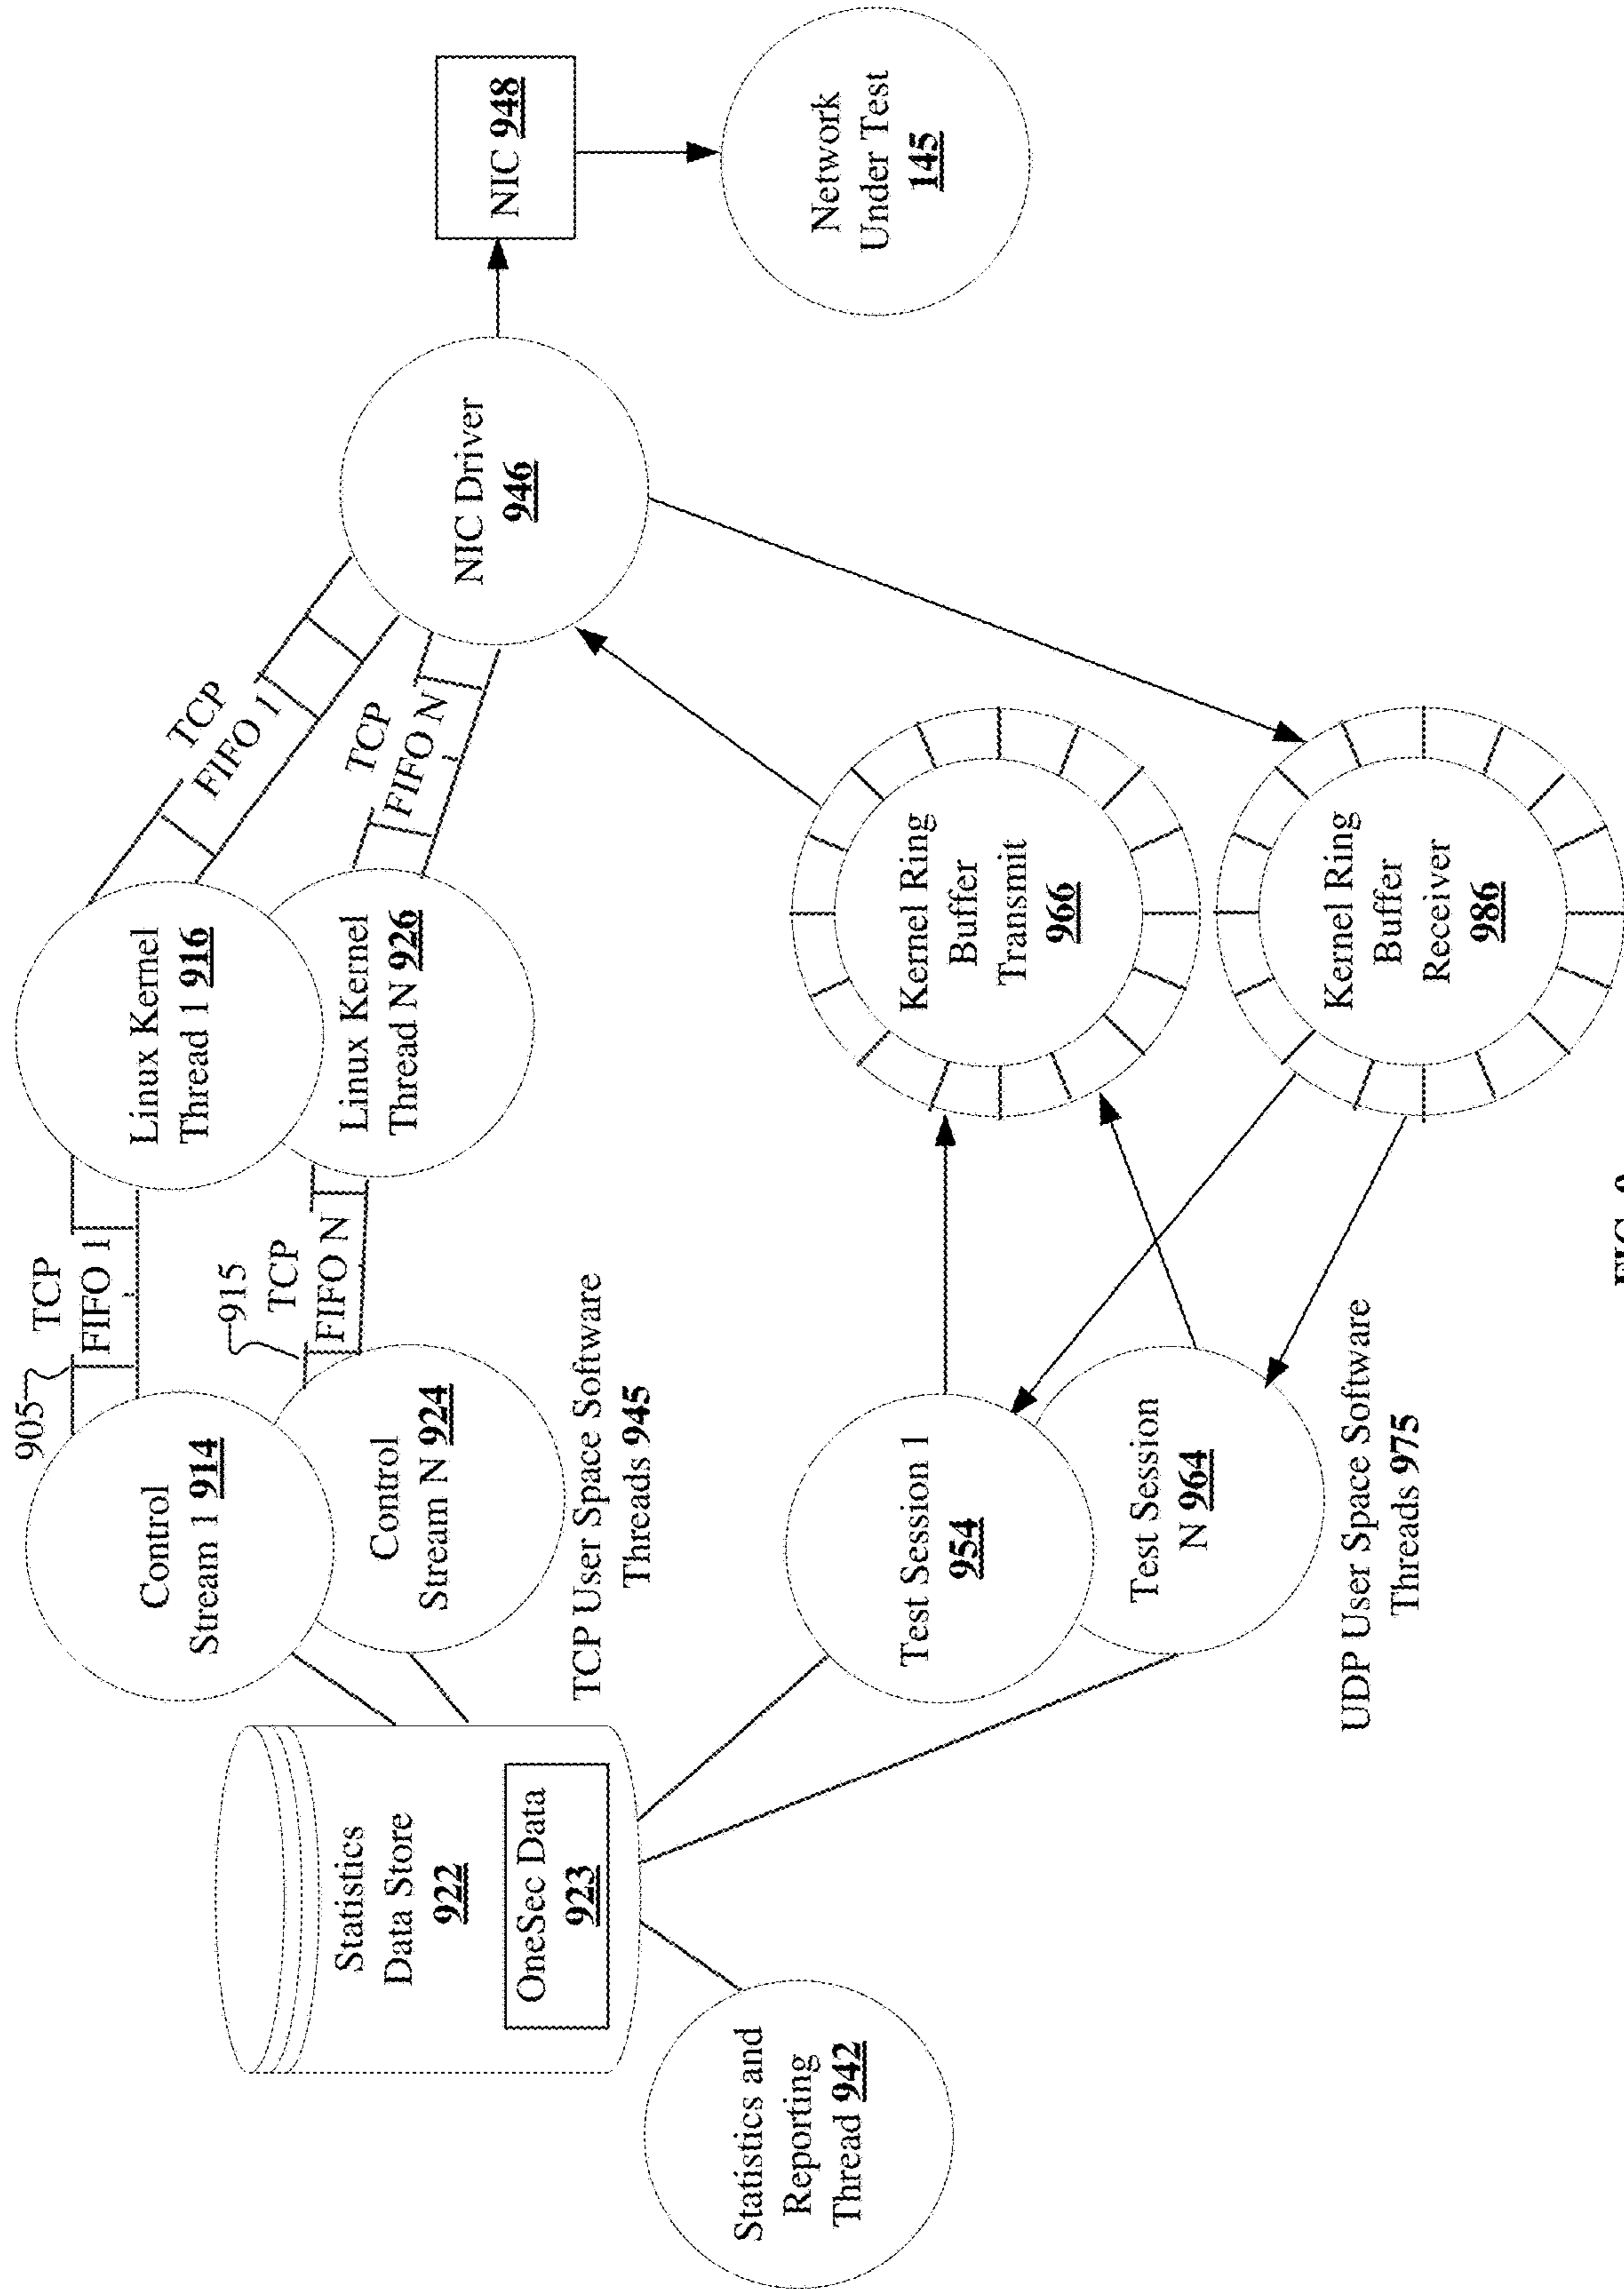 905
TCP
FIFO 1
TCP
FIFO 1
Control
Stream 1 914
Linux Kernel
Thread 1 916
915
TCP
FIFO N
TCP
FIFO N
Control
Stream N 924
Linux Kernel
Thread N 926
NIC Driver
946
NIC 948
Statistics
Data Store
922
OneSec Data
923
TCP User Space Software
Threads 945
Network
Under Test
145
Statistics and
Reporting
Thread 942
Test Session 1
954
Kernel Ring
Buffer
Transmit
966
Test Session
N 964
UDP User Space Software
Threads 975
Kernel Ring
Buffer
Receiver
986
FIG.